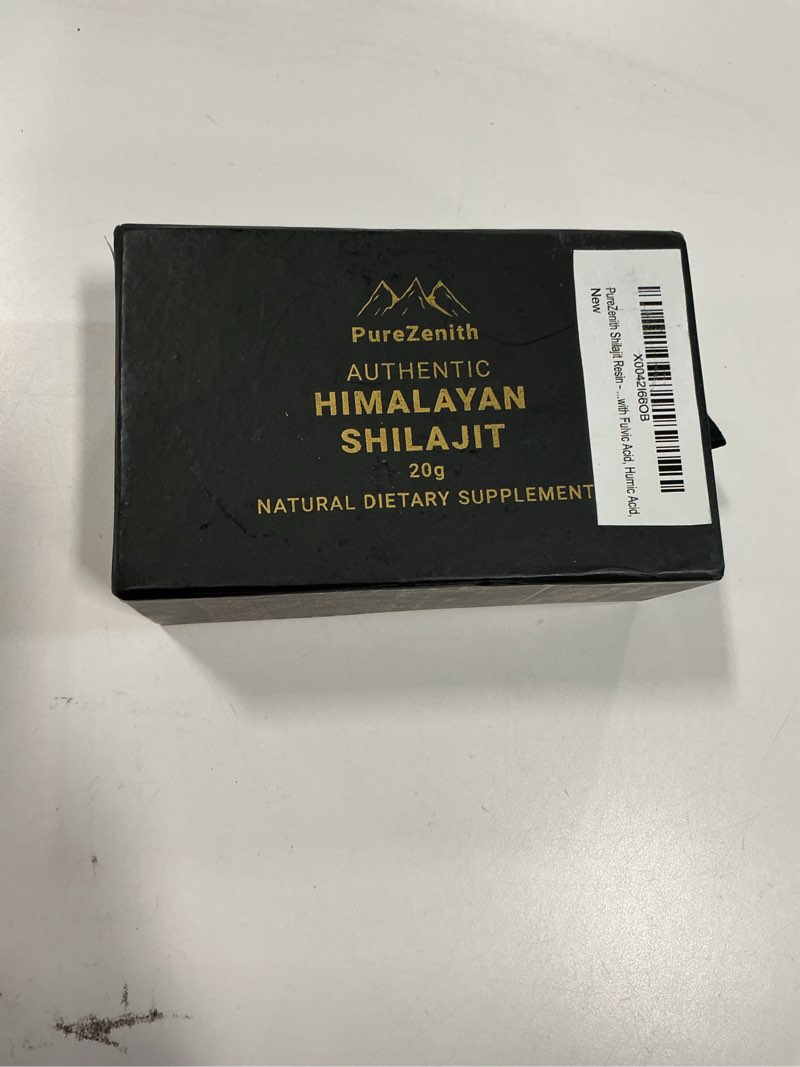 PureZenith
AUTHENTIC
HIMALAYAN
SHILAJIT
20g
NATURAL DIETARY SUPPLEMENT
X0042I66OB
PureZenith Shilajit Resin - ...with Fulvic Acid, Humic Acid,
New